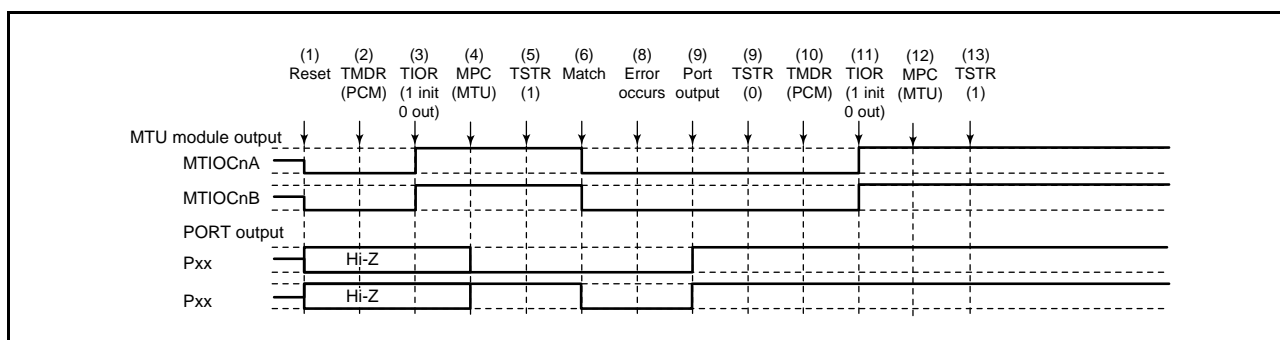 (1) (2) (3) (4) (5) (6) (8) (9) (9) (10) (11) (12) (13)
Reset TMDR TIOR MPC TSTR Match Error Port TSTR TMDR TIOR MPC TSTR
(PCM) (1 init (MTU) (1) occurs output (0) (PCM) (1 init (MTU) (1)
0 out) 0 out)
MTU module output
MTIOCnA
MTIOCnB
PORT output
Pxx Hi-Z
Pxx Hi-Z